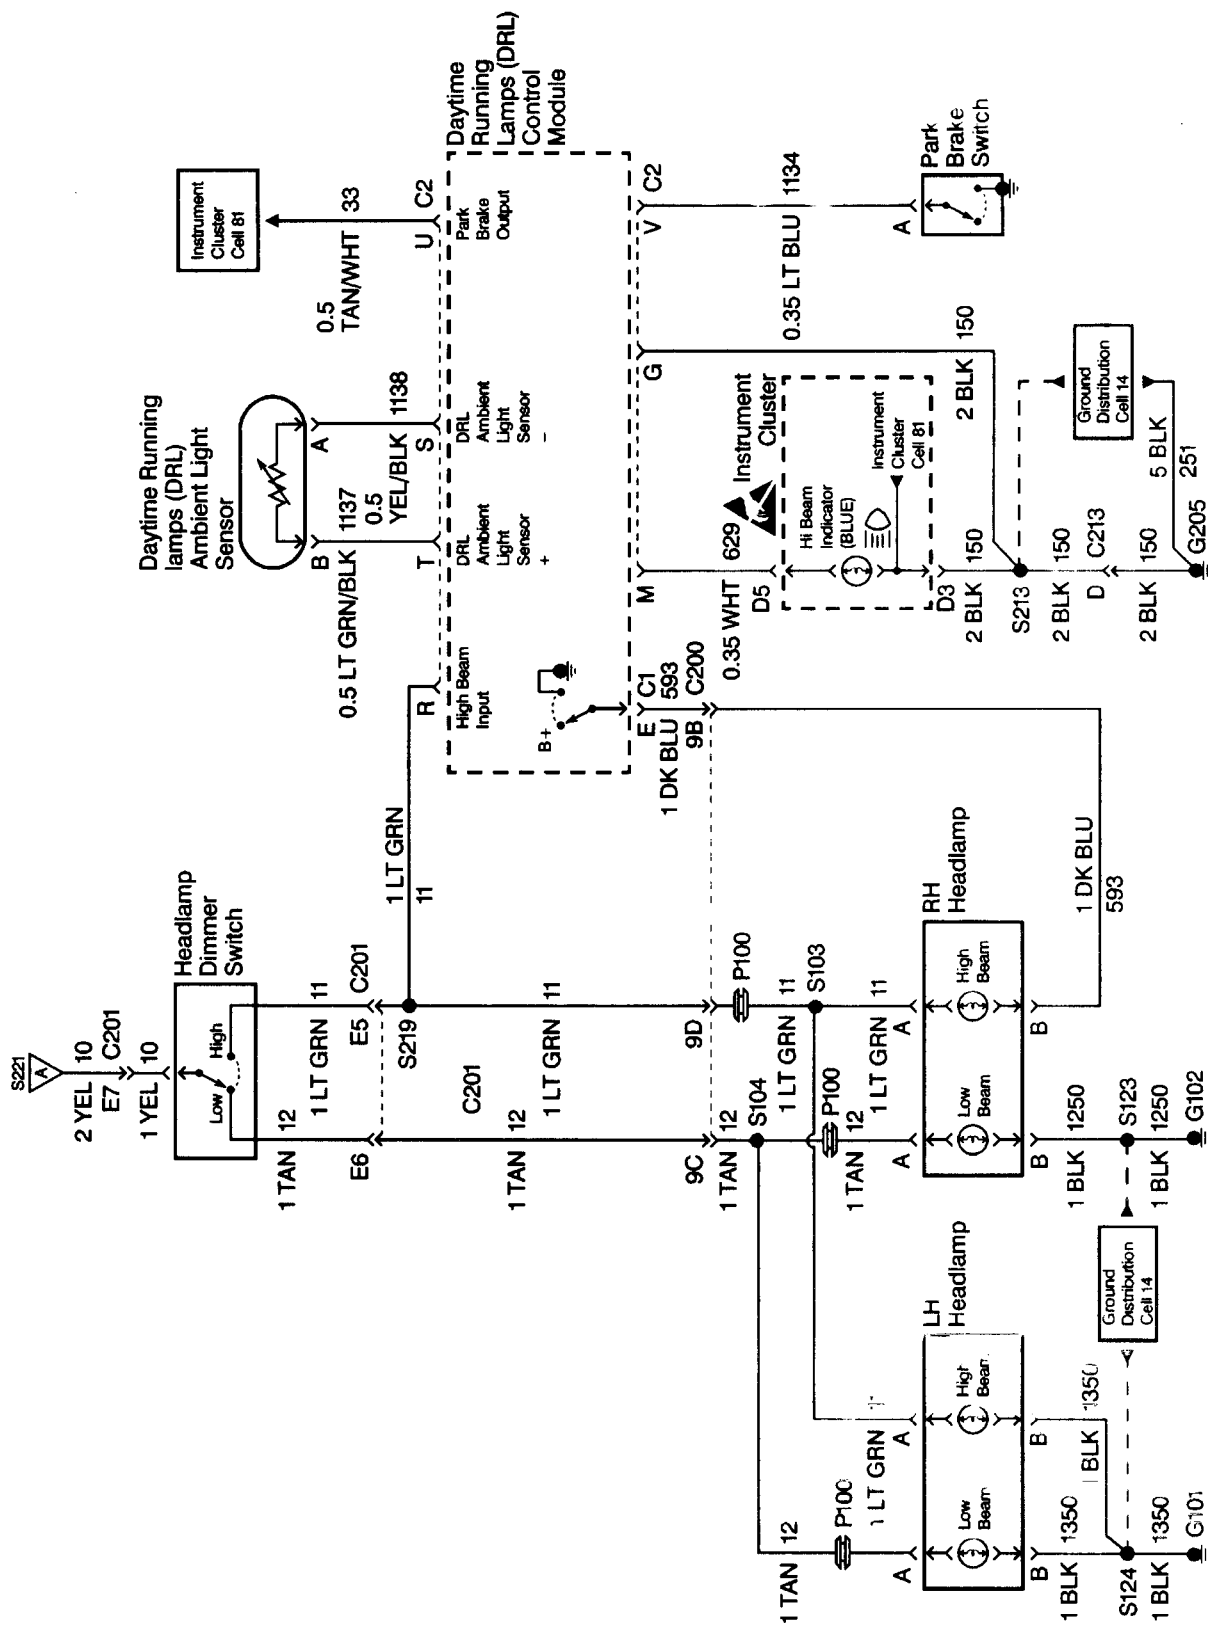 S221
A
2 YEL 10
E7 C201
1 YEL 10
Headlamp
Dimmer
Switch
Low
High
1 TAN 12
1 LT GRN 11
E6
E5 C201
S219
1 LT GRN
11
C201
1 TAN 12
1 LT GRN 11
9C
9D
1 TAN 12
S104
P100
1 LT GRN 11
S103
P100
1 TAN 12
1 LT GRN 11
A
A
RH
Headlamp
Low
Beam
High
Beam
B
B
1 BLK 1250
S123
1 BLK 1250
G102
1 DK BLU
593
1 TAN 12
P100
1 LT GRN
A
A
LH
Headlamp
Low
Beam
B
B
1 BLK 1350
BLK 1350
S124
1 BLK 1350
G101
Ground
Distribution
Cell 14
Daytime Running
lamps (DRL)
Ambient Light
Sensor
B
A
1137
0.5 LT GRN/BLK
0.5
YEL/BLK 1138
Instrument
Cluster
Cell 81
0.5
TAN/WHT 33
R
T
S
U C2
Daytime
Running
Lamps (DRL)
Control
Module
High Beam
Input
DRL
Ambient
Light
Sensor
+
DRL
Ambient
Light
Sensor
–
Park
Brake
Output
B+
E C1
1 DK BLU 593
9B C200
M
G
V C2
0.35 WHT 629
D5
Instrument
Cluster
Hi Beam
Indicator
(BLUE)
Instrument
Cluster
Cell 81
D3
2 BLK 150
S213
2 BLK 150
D C213
2 BLK 150
G205
2 BLK 150
Ground
Distribution
Cell 14
5 BLK
251
0.35 LT BLU 1134
A
Park
Brake
Switch